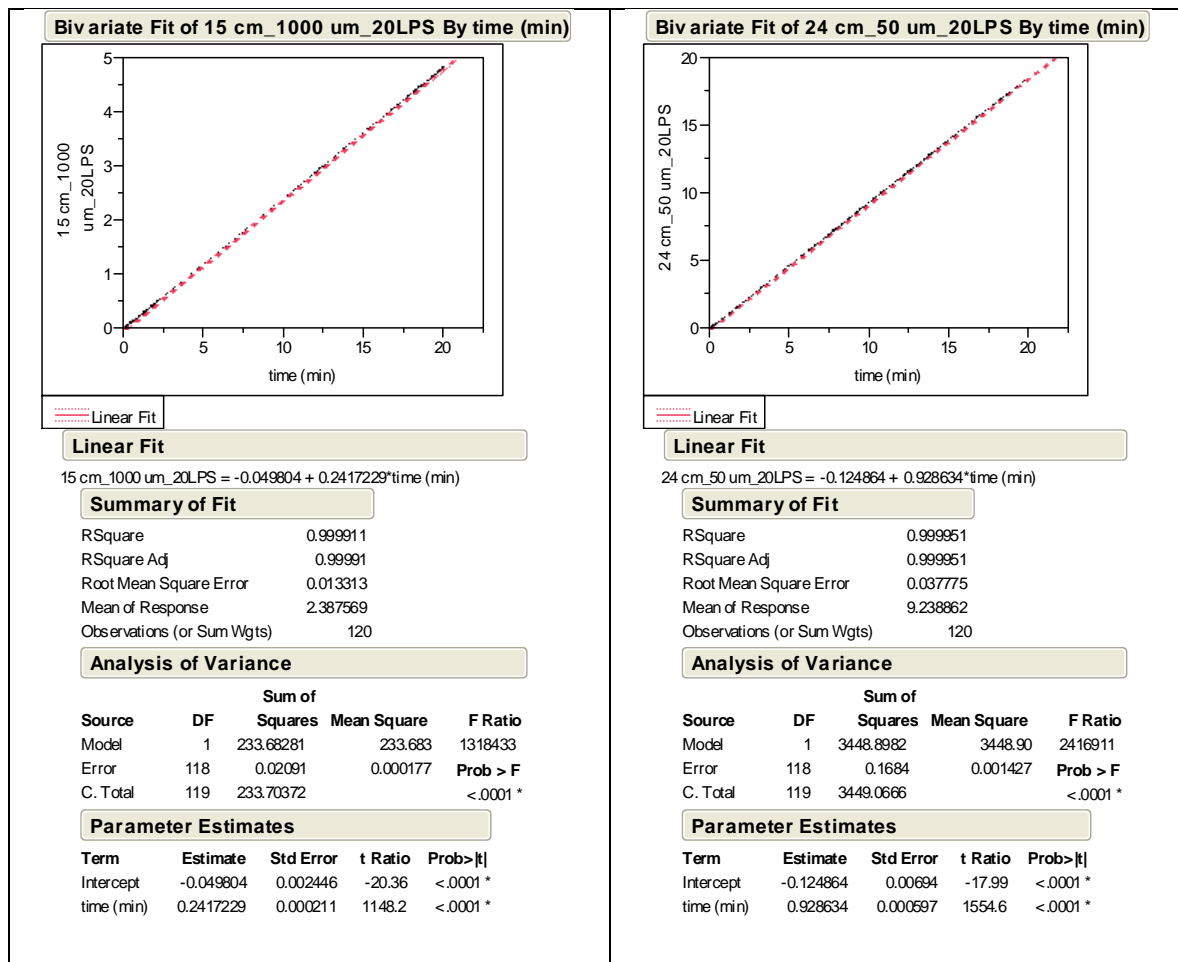 Bivariate Fit of 15 cm_1000 um_20LPS By time (min)
5
4
3
2
1
0
15 cm_1000
um_20LPS
0 5 10 15 20
time (min)
Linear Fit
Linear Fit
15 cm_1000 um_20LPS = -0.049804 + 0.2417229*time (min)
Summary of Fit
RSquare 0.999911
RSquare Adj 0.99991
Root Mean Square Error 0.013313
Mean of Response 2.387569
Observations (or Sum Wgts) 120
Analysis of Variance
Sum of
Source DF Squares Mean Square F Ratio
Model 1 233.68281 233.683 1318433
Error 118 0.02091 0.000177 Prob > F
C. Total 119 233.70372 <.0001 *
Parameter Estimates
Term Estimate Std Error t Ratio Prob>|t|
Intercept -0.049804 0.002446 -20.36 <.0001 *
time (min) 0.2417229 0.000211 1148.2 <.0001 *
Bivariate Fit of 24 cm_50 um_20LPS By time (min)
20
15
10
5
0
24 cm_50 um_20LPS
0 5 10 15 20
time (min)
Linear Fit
Linear Fit
24 cm_50 um_20LPS = -0.124864 + 0.928634*time (min)
Summary of Fit
RSquare 0.999951
RSquare Adj 0.999951
Root Mean Square Error 0.037775
Mean of Response 9.238862
Observations (or Sum Wgts) 120
Analysis of Variance
Sum of
Source DF Squares Mean Square F Ratio
Model 1 3448.8982 3448.90 2416911
Error 118 0.1684 0.001427 Prob > F
C. Total 119 3449.0666 <.0001 *
Parameter Estimates
Term Estimate Std Error t Ratio Prob>|t|
Intercept -0.124864 0.00694 -17.99 <.0001 *
time (min) 0.928634 0.000597 1554.6 <.0001 *